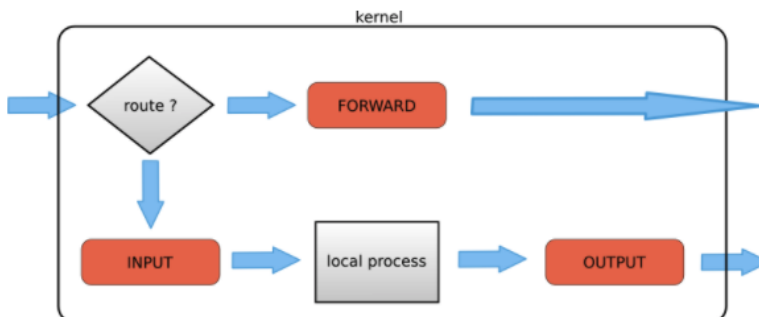 kernel
route ?
FORWARD
INPUT
local process
OUTPUT